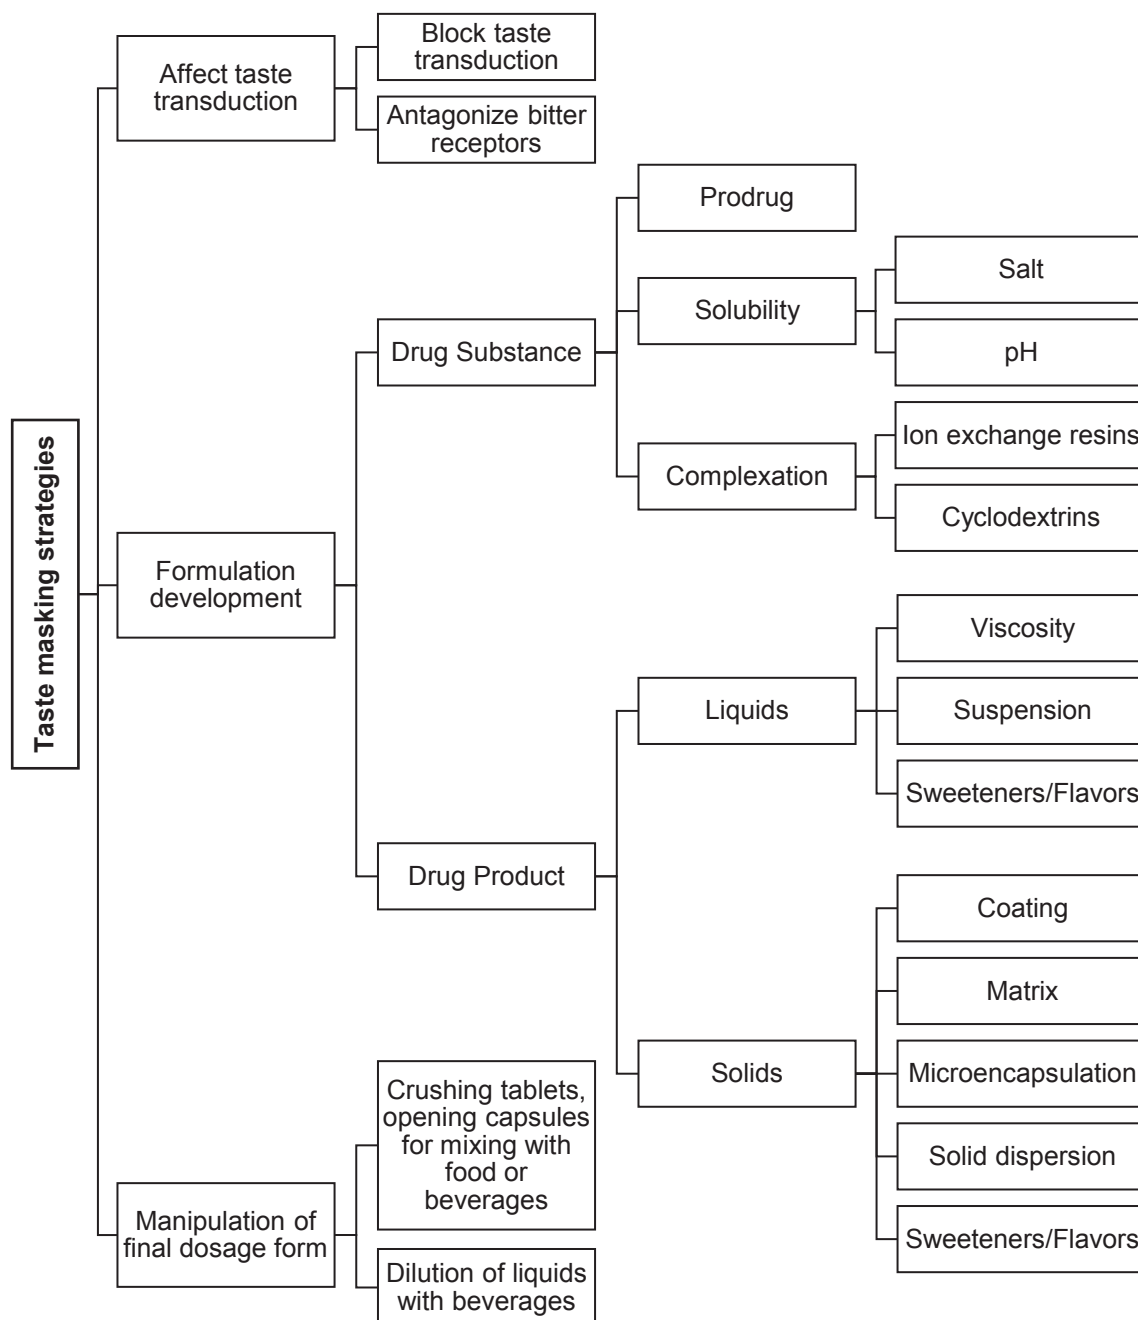 Taste masking strategies
Affect taste
transduction
Block taste
transduction
Antagonize bitter
receptors
Formulation
development
Drug Substance
Prodrug
Solubility
Salt
pH
Complexation
Ion exchange resins
Cyclodextrins
Drug Product
Liquids
Viscosity
Suspension
Sweeteners/Flavors
Solids
Coating
Matrix
Microencapsulation
Solid dispersion
Sweeteners/Flavors
Manipulation of
final dosage form
Crushing tablets,
opening capsules
for mixing with
food or
beverages
Dilution of liquids
with beverages